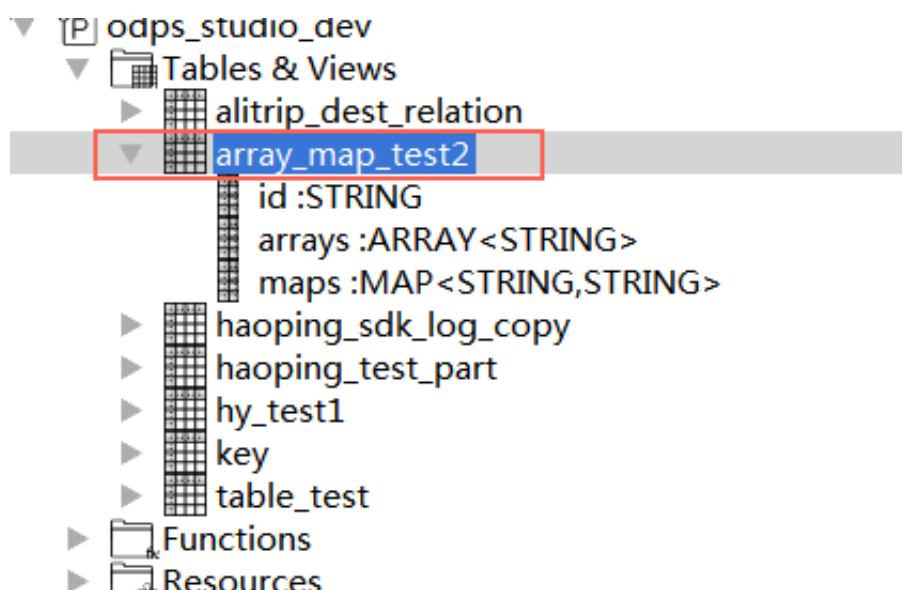 odps_studio_dev
Tables & Views
alitrip_dest_relation
array_map_test2
id :STRING
arrays :ARRAY<STRING>
maps :MAP<STRING,STRING>
haoping_sdk_log_copy
haoping_test_part
hy_test1
key
table_test
Functions
Resources